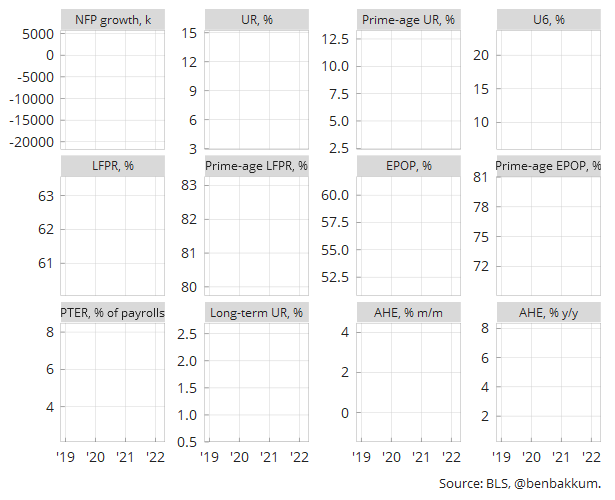 NFP growth, k
UR, %
Prime-age UR, %
U6, %
5000
0
-5000
-10000
-15000
-20000
15
12
9
6
3
12.5
10.0
7.5
5.0
2.5
20
15
10
LFPR, %
Prime-age LFPR, %
EPOP, %
Prime-age EPOP, %
63
62
61
83
82
81
80
60.0
57.5
55.0
52.5
81
78
75
72
PTER, % of payrolls
Long-term UR, %
AHE, % m/m
AHE, % y/y
8
6
4
2.5
2.0
1.5
1.0
0.5
4
2
0
8
6
4
2
'19 '20 '21 '22
'19 '20 '21 '22
'19 '20 '21 '22
'19 '20 '21 '22
Source: BLS, @benbakkum.